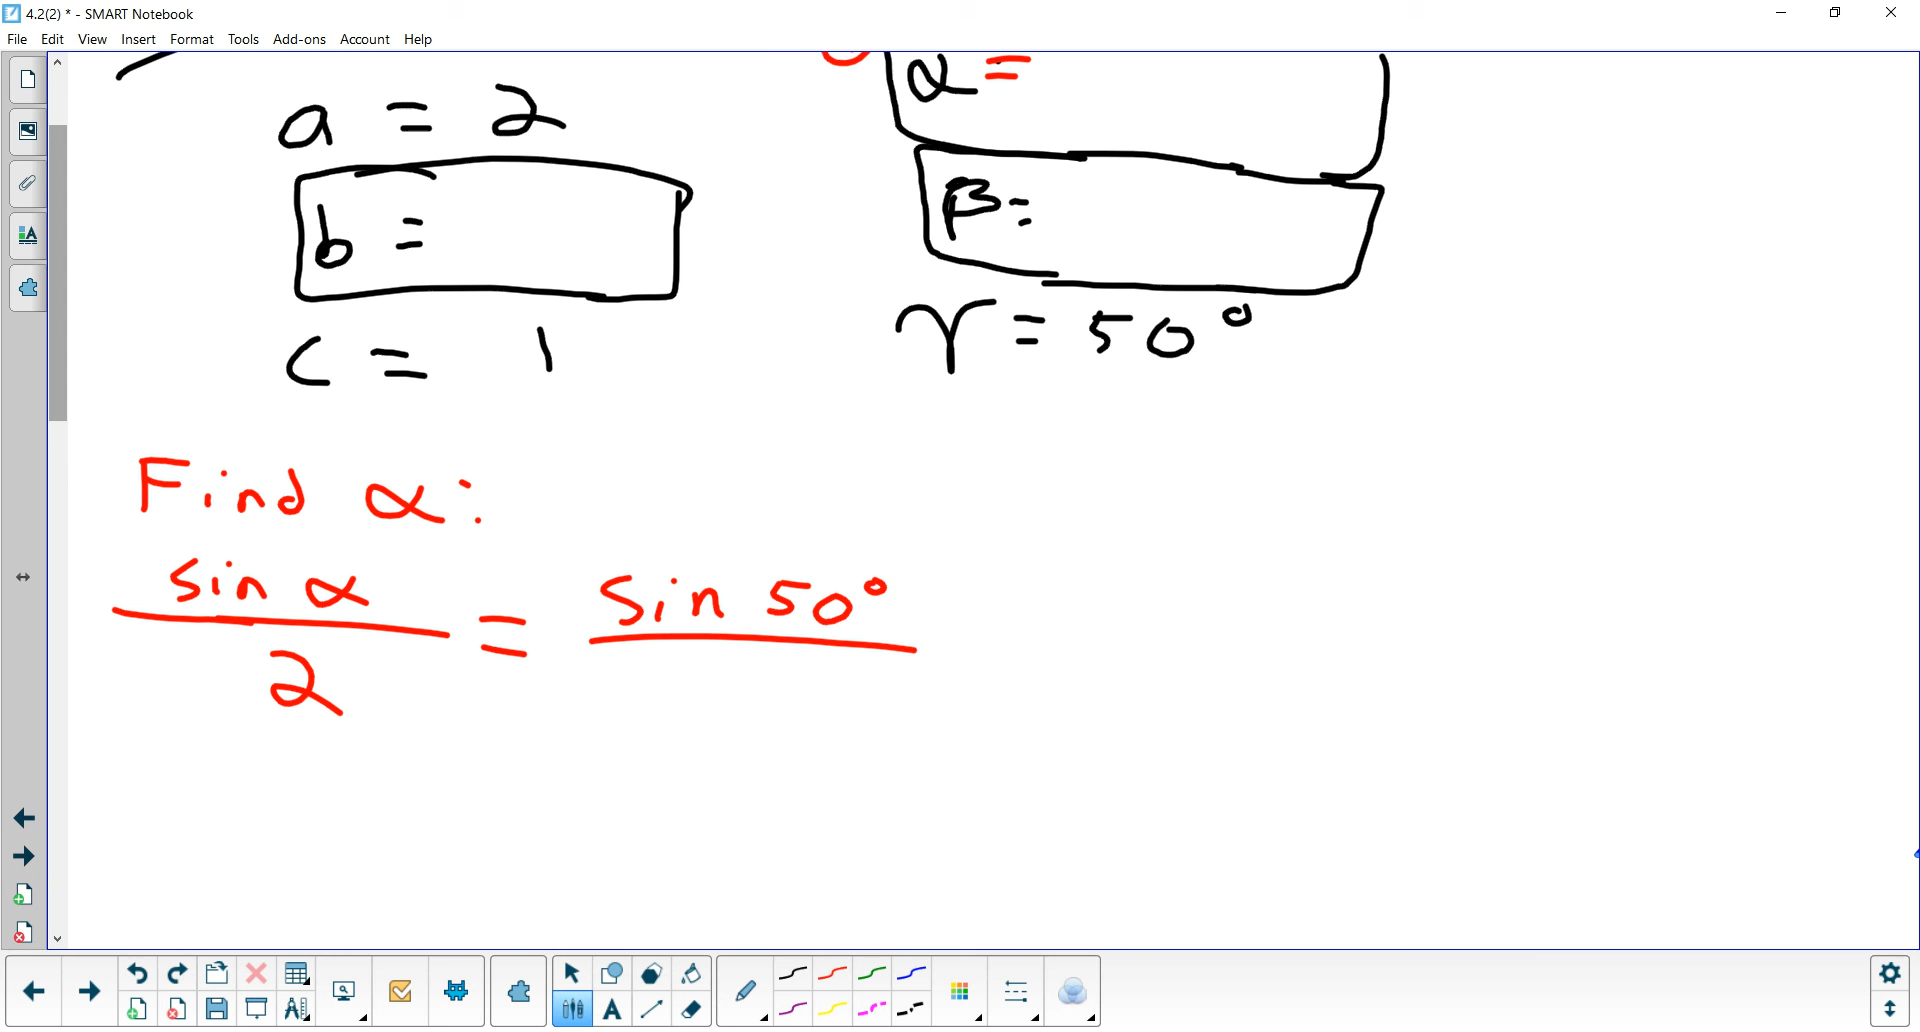 4.2(2) * - SMART Notebook
File Edit View Insert Format Tools Add-ons Account Help
α =
a = 2
β =
b =
γ = 50°
c = 1
Find α:
sin α = sin 50°
2